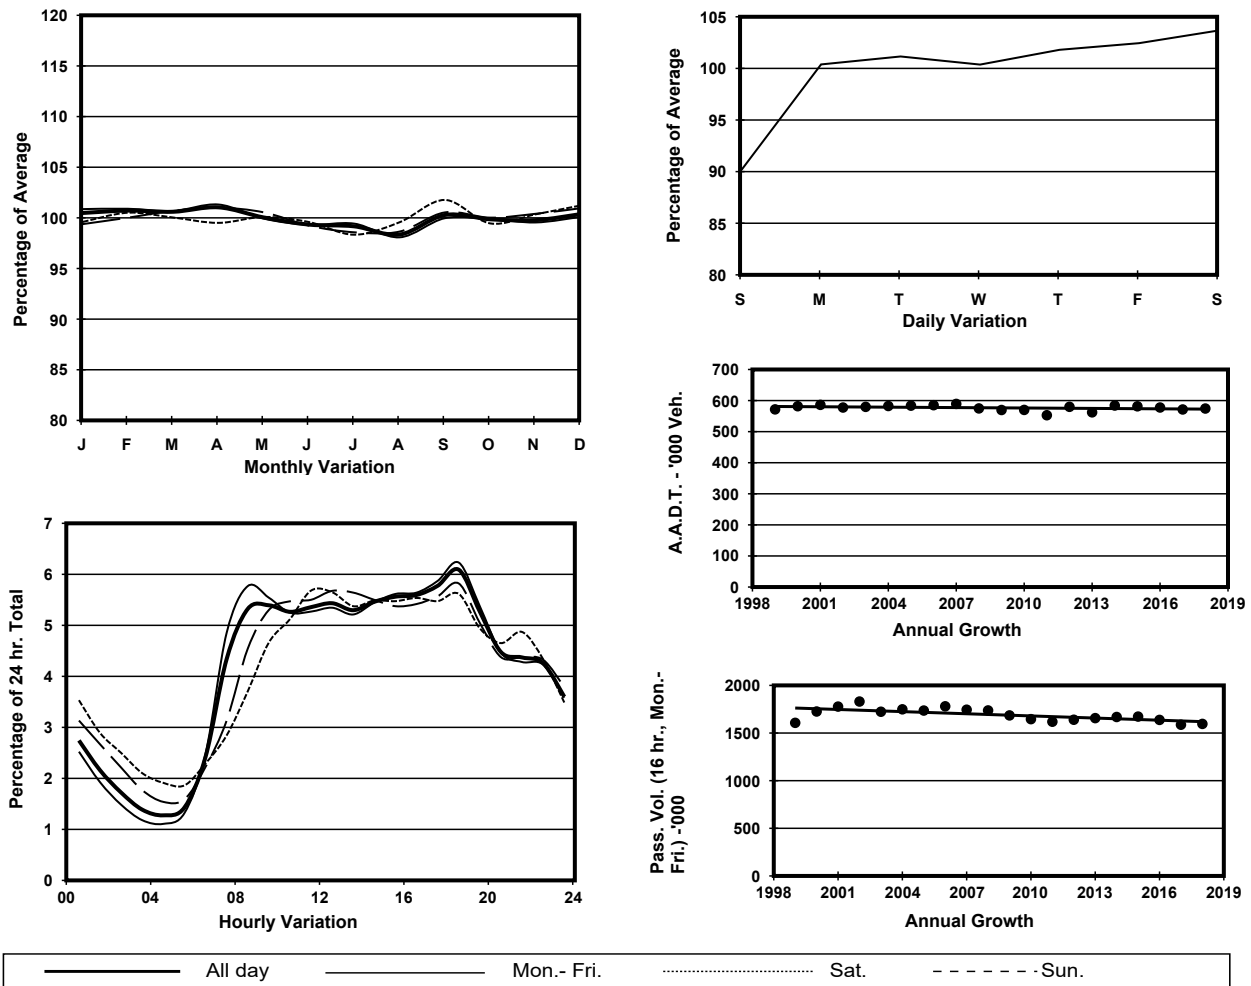 120
115
110
105
100
95
90
85
80
Percentage of Average
J F M A M J J A S O N D
Monthly Variation
105
100
95
90
85
80
Percentage of Average
S M T W T F S
Daily Variation
700
600
500
400
300
200
100
0
A.A.D.T. - '000 Veh.
1998 2001 2004 2007 2010 2013 2016 2019
Annual Growth
7
6
5
4
3
2
1
0
Percentage of 24 hr. Total
00 04 08 12 16 20 24
Hourly Variation
2000
1500
1000
500
0
Pass. Vol. (16 hr., Mon.-
Fri.) -'000
1998 2001 2004 2007 2010 2013 2016 2019
Annual Growth
All day Mon.- Fri. Sat. Sun.